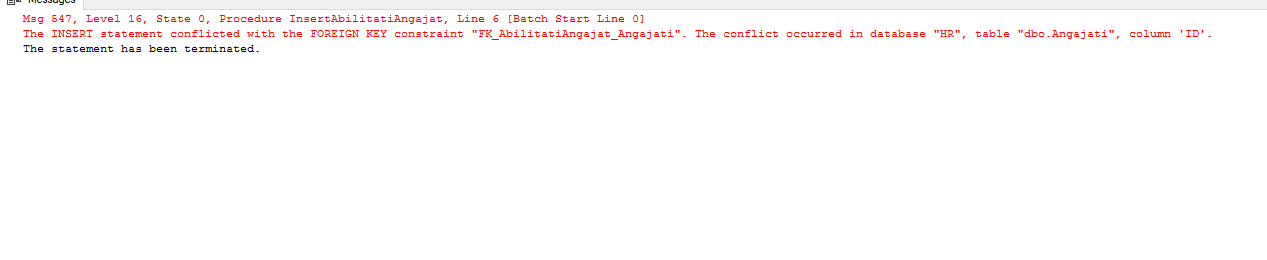 Messages
Msg 547, Level 16, State 0, Procedure InsertAbilitatiAngajat, Line 6 [Batch Start Line 0]
The INSERT statement conflicted with the FOREIGN KEY constraint "FK_AbilitatiAngajat_Angajati". The conflict occurred in database "HR", table "dbo.Angajati", column 'ID'.
The statement has been terminated.